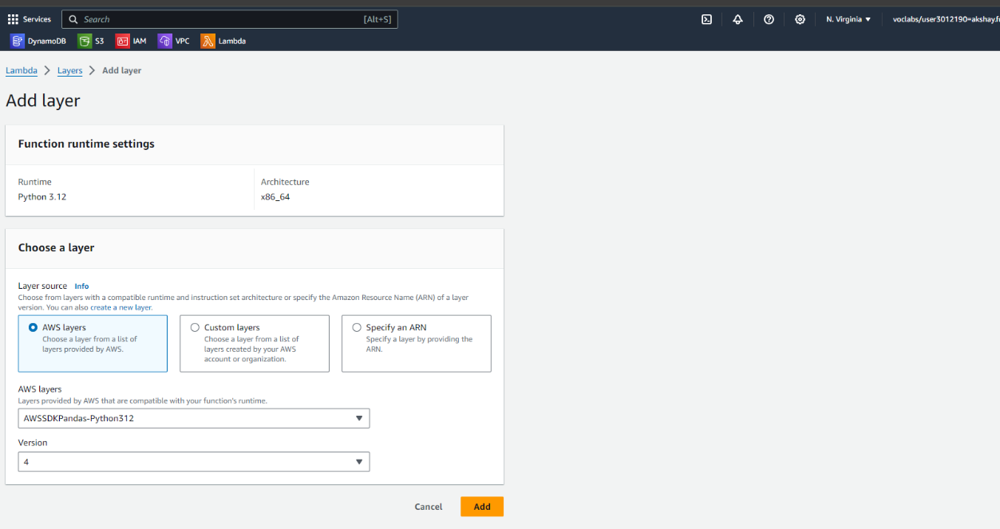 Services Search [Alt+S] N. Virginia voclabs/user3012190=akshay.
DynamoDB S3 IAM VPC Lambda
Lambda > Layers > Add layer
Add layer
Function runtime settings
Runtime
Python 3.12
Architecture
x86_64
Choose a layer
Layer source Info
Choose from layers with a compatible runtime and instruction set architecture or specify the Amazon Resource Name (ARN) of a layer
version. You can also create a new layer.
AWS layers
Choose a layer from a list of
layers provided by AWS.
Custom layers
Choose a layer from a list of
layers created by your AWS
account or organization.
Specify an ARN
Specify a layer by providing the
ARN.
AWS layers
Layers provided by AWS that are compatible with your function's runtime.
AWSSDKPandas-Python312
Version
4
Cancel Add